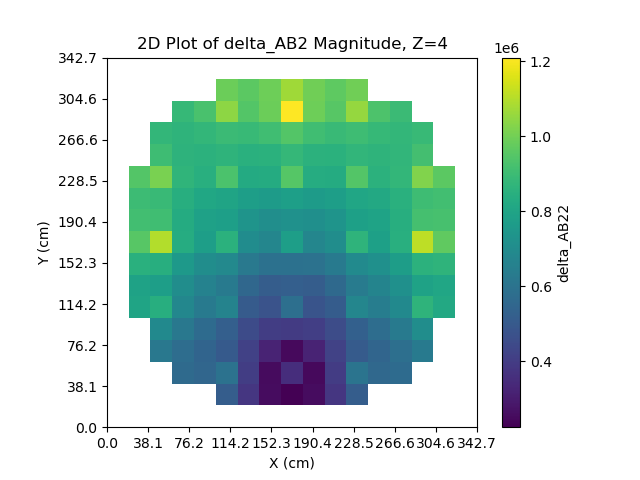 2D Plot of delta_AB2 Magnitude, Z=4
1e6
342.7
304.6
266.6
228.5
190.4
152.3
114.2
76.2
38.1
0.0
Y (cm)
0.0 38.1 76.2 114.2 152.3 190.4 228.5 266.6 304.6 342.7
X (cm)
1.2
1.0
0.8
0.6
0.4
delta_AB22